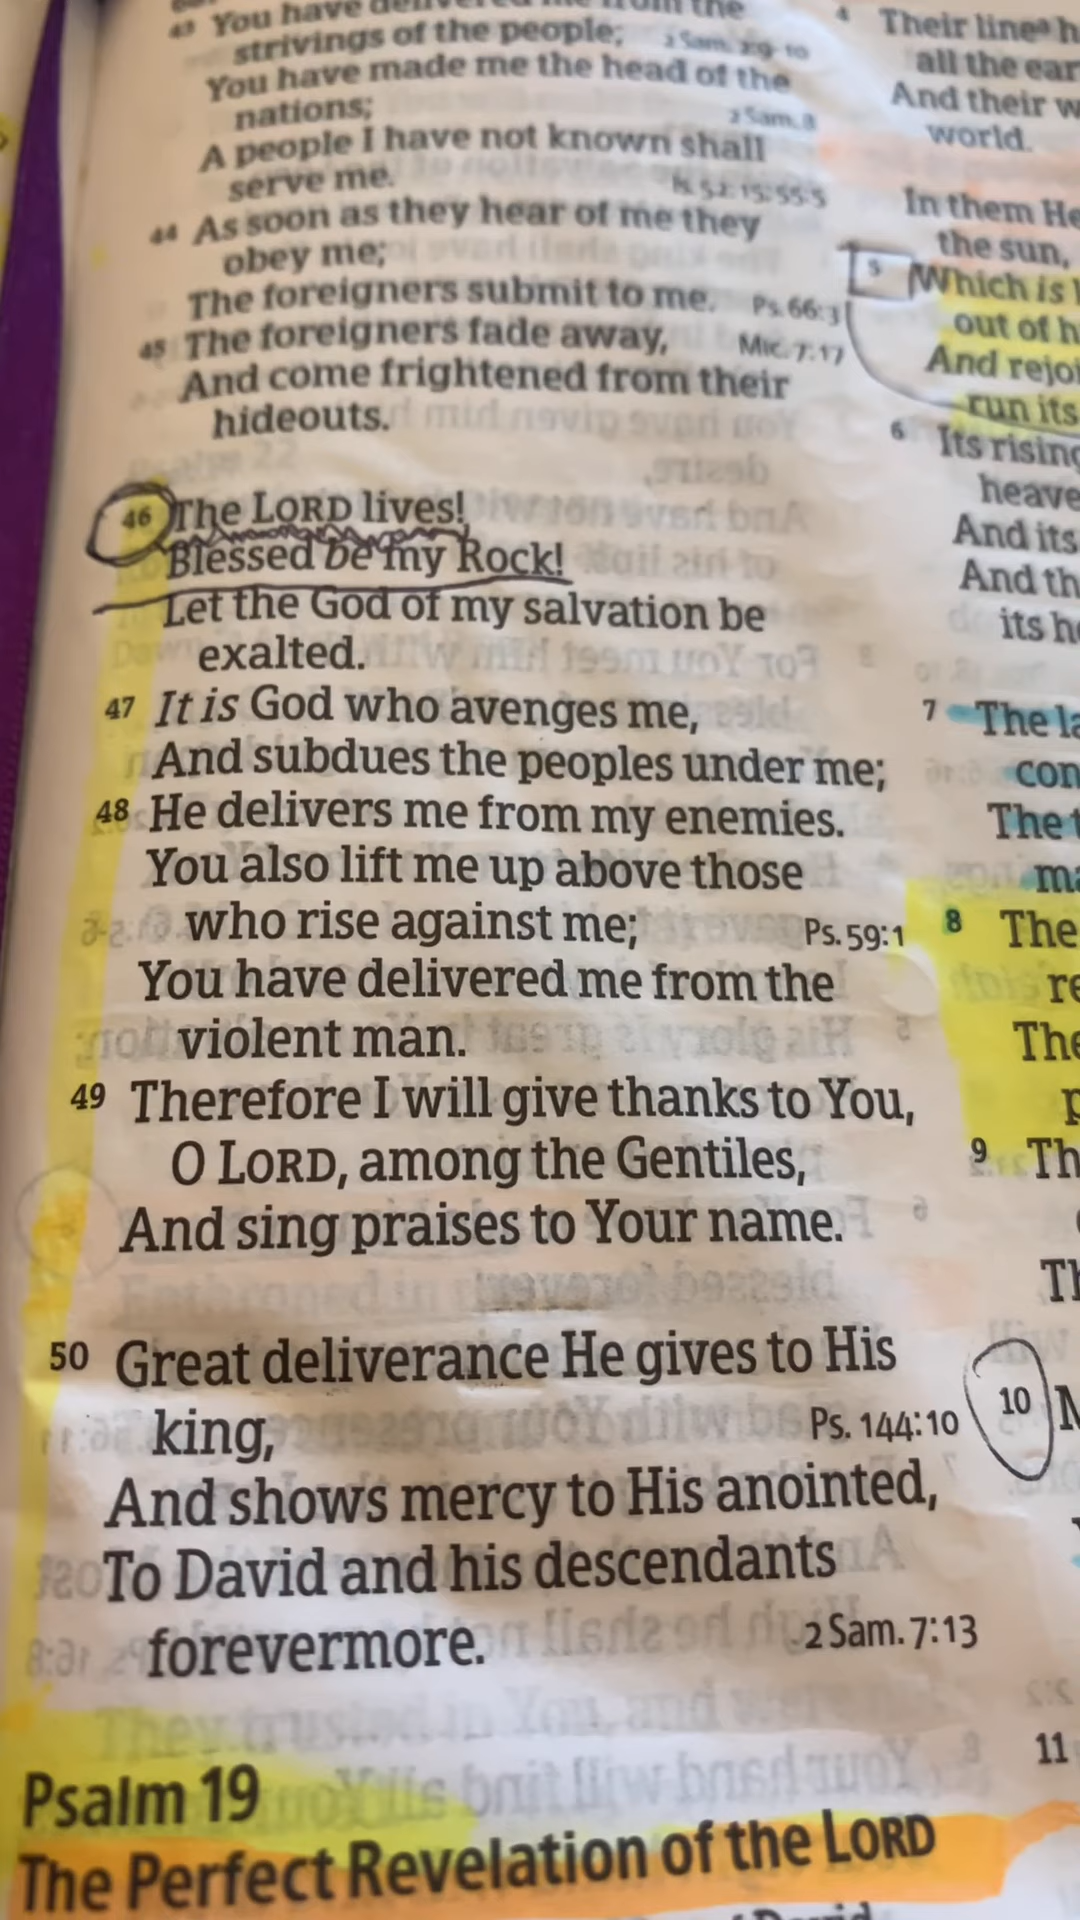 43 You have delivered me from the
strivings of the people; 2 Sam. 2:9-10
You have made me the head of the
nations; 2 Sam. 8
A people I have not known shall
serve me. Is. 52:15; 55:5
44 As soon as they hear of me they
obey me;
The foreigners submit to me. Ps. 66:3
45 The foreigners fade away, Mic. 7:17
And come frightened from their
hideouts.
46 The LORD lives!
Blessed be my Rock!
Let the God of my salvation be
exalted.
47 It is God who avenges me,
And subdues the peoples under me;
48 He delivers me from my enemies.
You also lift me up above those
who rise against me; Ps. 59:1
You have delivered me from the
violent man.
49 Therefore I will give thanks to You,
O LORD, among the Gentiles,
And sing praises to Your name.
50 Great deliverance He gives to His
king, Ps. 144:10
And shows mercy to His anointed,
To David and his descendants
forevermore. 2 Sam. 7:13
Psalm 19
The Perfect Revelation of the LORD
4 Their line h
all the ear
And their w
world.
In them He
the sun,
5 Which is
out of h
And rejoi
run its
6 Its rising
heave
And its
And th
its he
7 The la
con
The t
ma
8 The
re
The
p
9 Th
Th
10 M
11